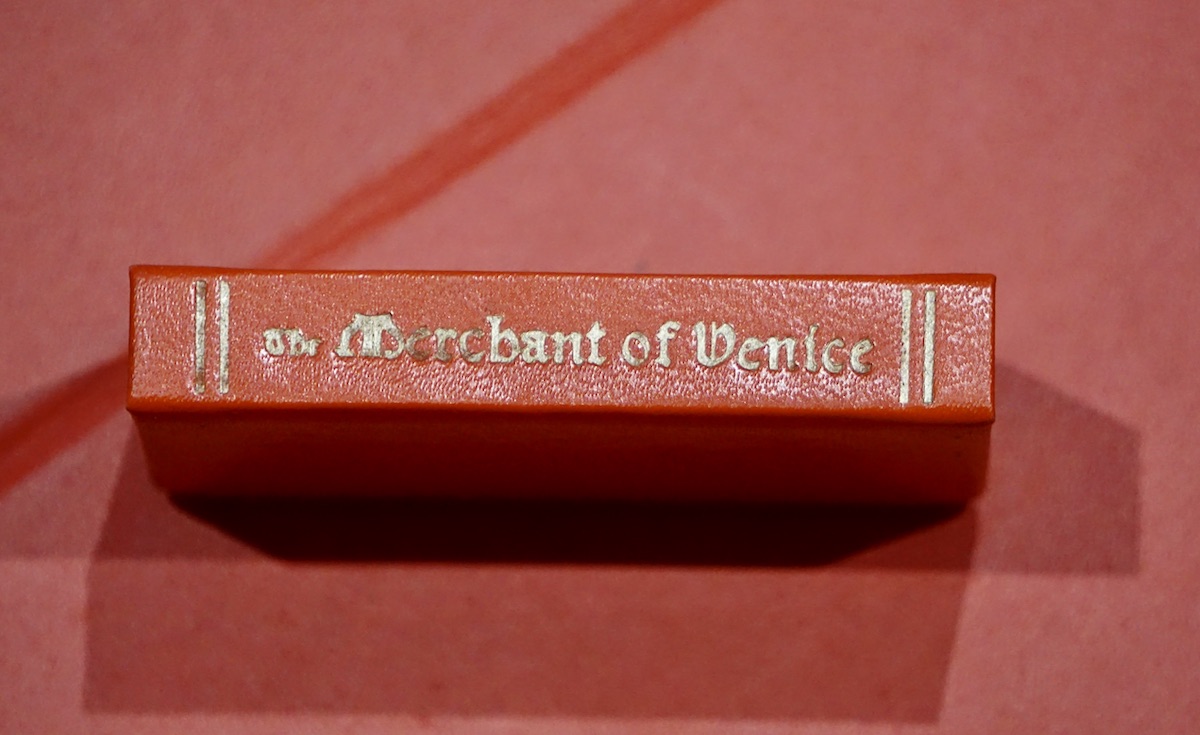 The Merchant of Venice